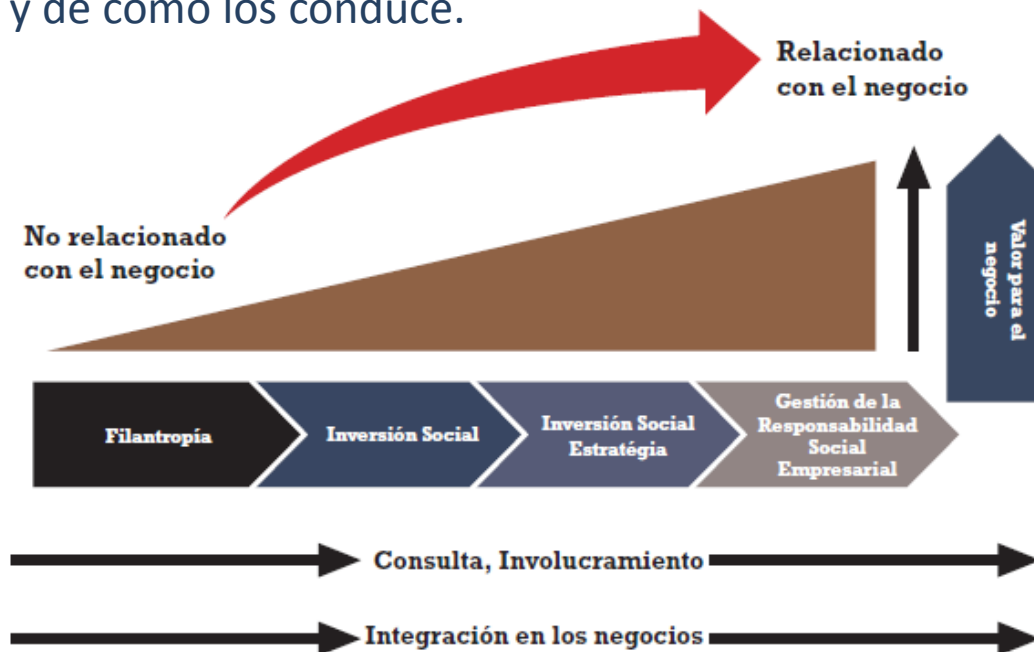 y de cómo los conduce.
Relacionado
con el negocio
No relacionado
con el negocio
Valor para el
negocio
Filantropía
Inversión Social
Inversión Social
Estratégia
Gestión de la
Responsabilidad
Social
Empresarial
Consulta, Involucramiento
Integración en los negocios